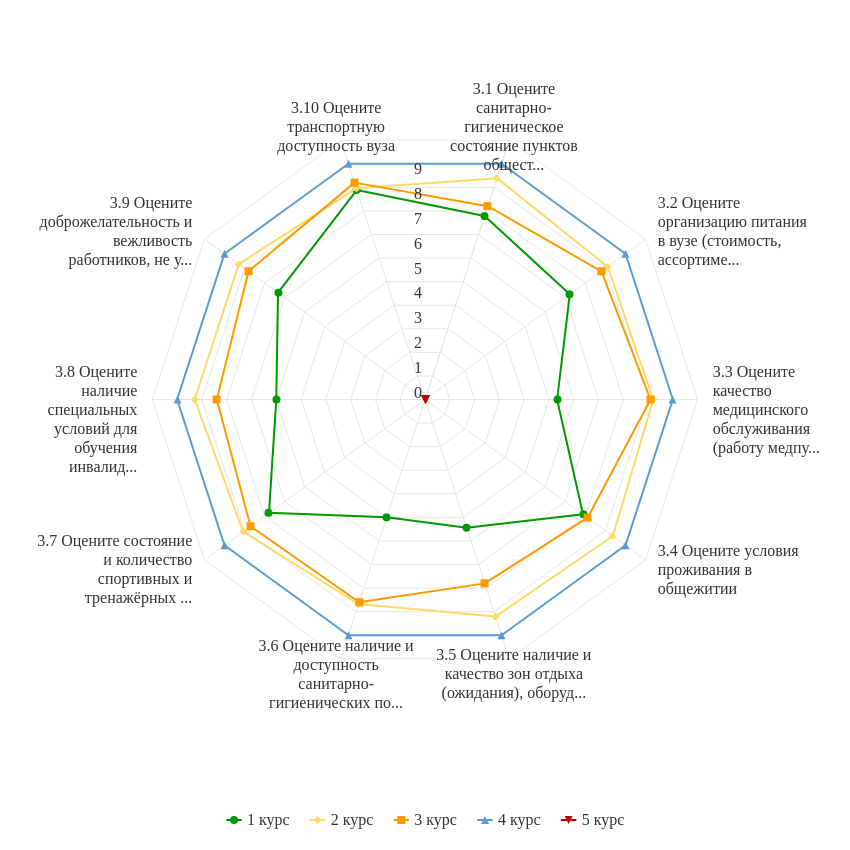 3.1 Оцените
санитарно-
гигиеническое
состояние пунктов
общест...
3.2 Оцените
организацию питания
в вузе (стоимость,
ассортиме...
3.3 Оцените
качество
медицинского
обслуживания
(работу медпу...
3.4 Оцените условия
проживания в
общежитии
3.5 Оцените наличие и
качество зон отдыха
(ожидания), оборуд...
3.6 Оцените наличие и
доступность
санитарно-
гигиенических по...
3.7 Оцените состояние
и количество
спортивных и
тренажёрных ...
3.8 Оцените
наличие
специальных
условий для
обучения
инвалид...
3.9 Оцените
доброжелательность и
вежливость
работников, не у...
3.10 Оцените
транспортную
доступность вуза
9
8
7
6
5
4
3
2
1
0
1 курс
2 курс
3 курс
4 курс
5 курс